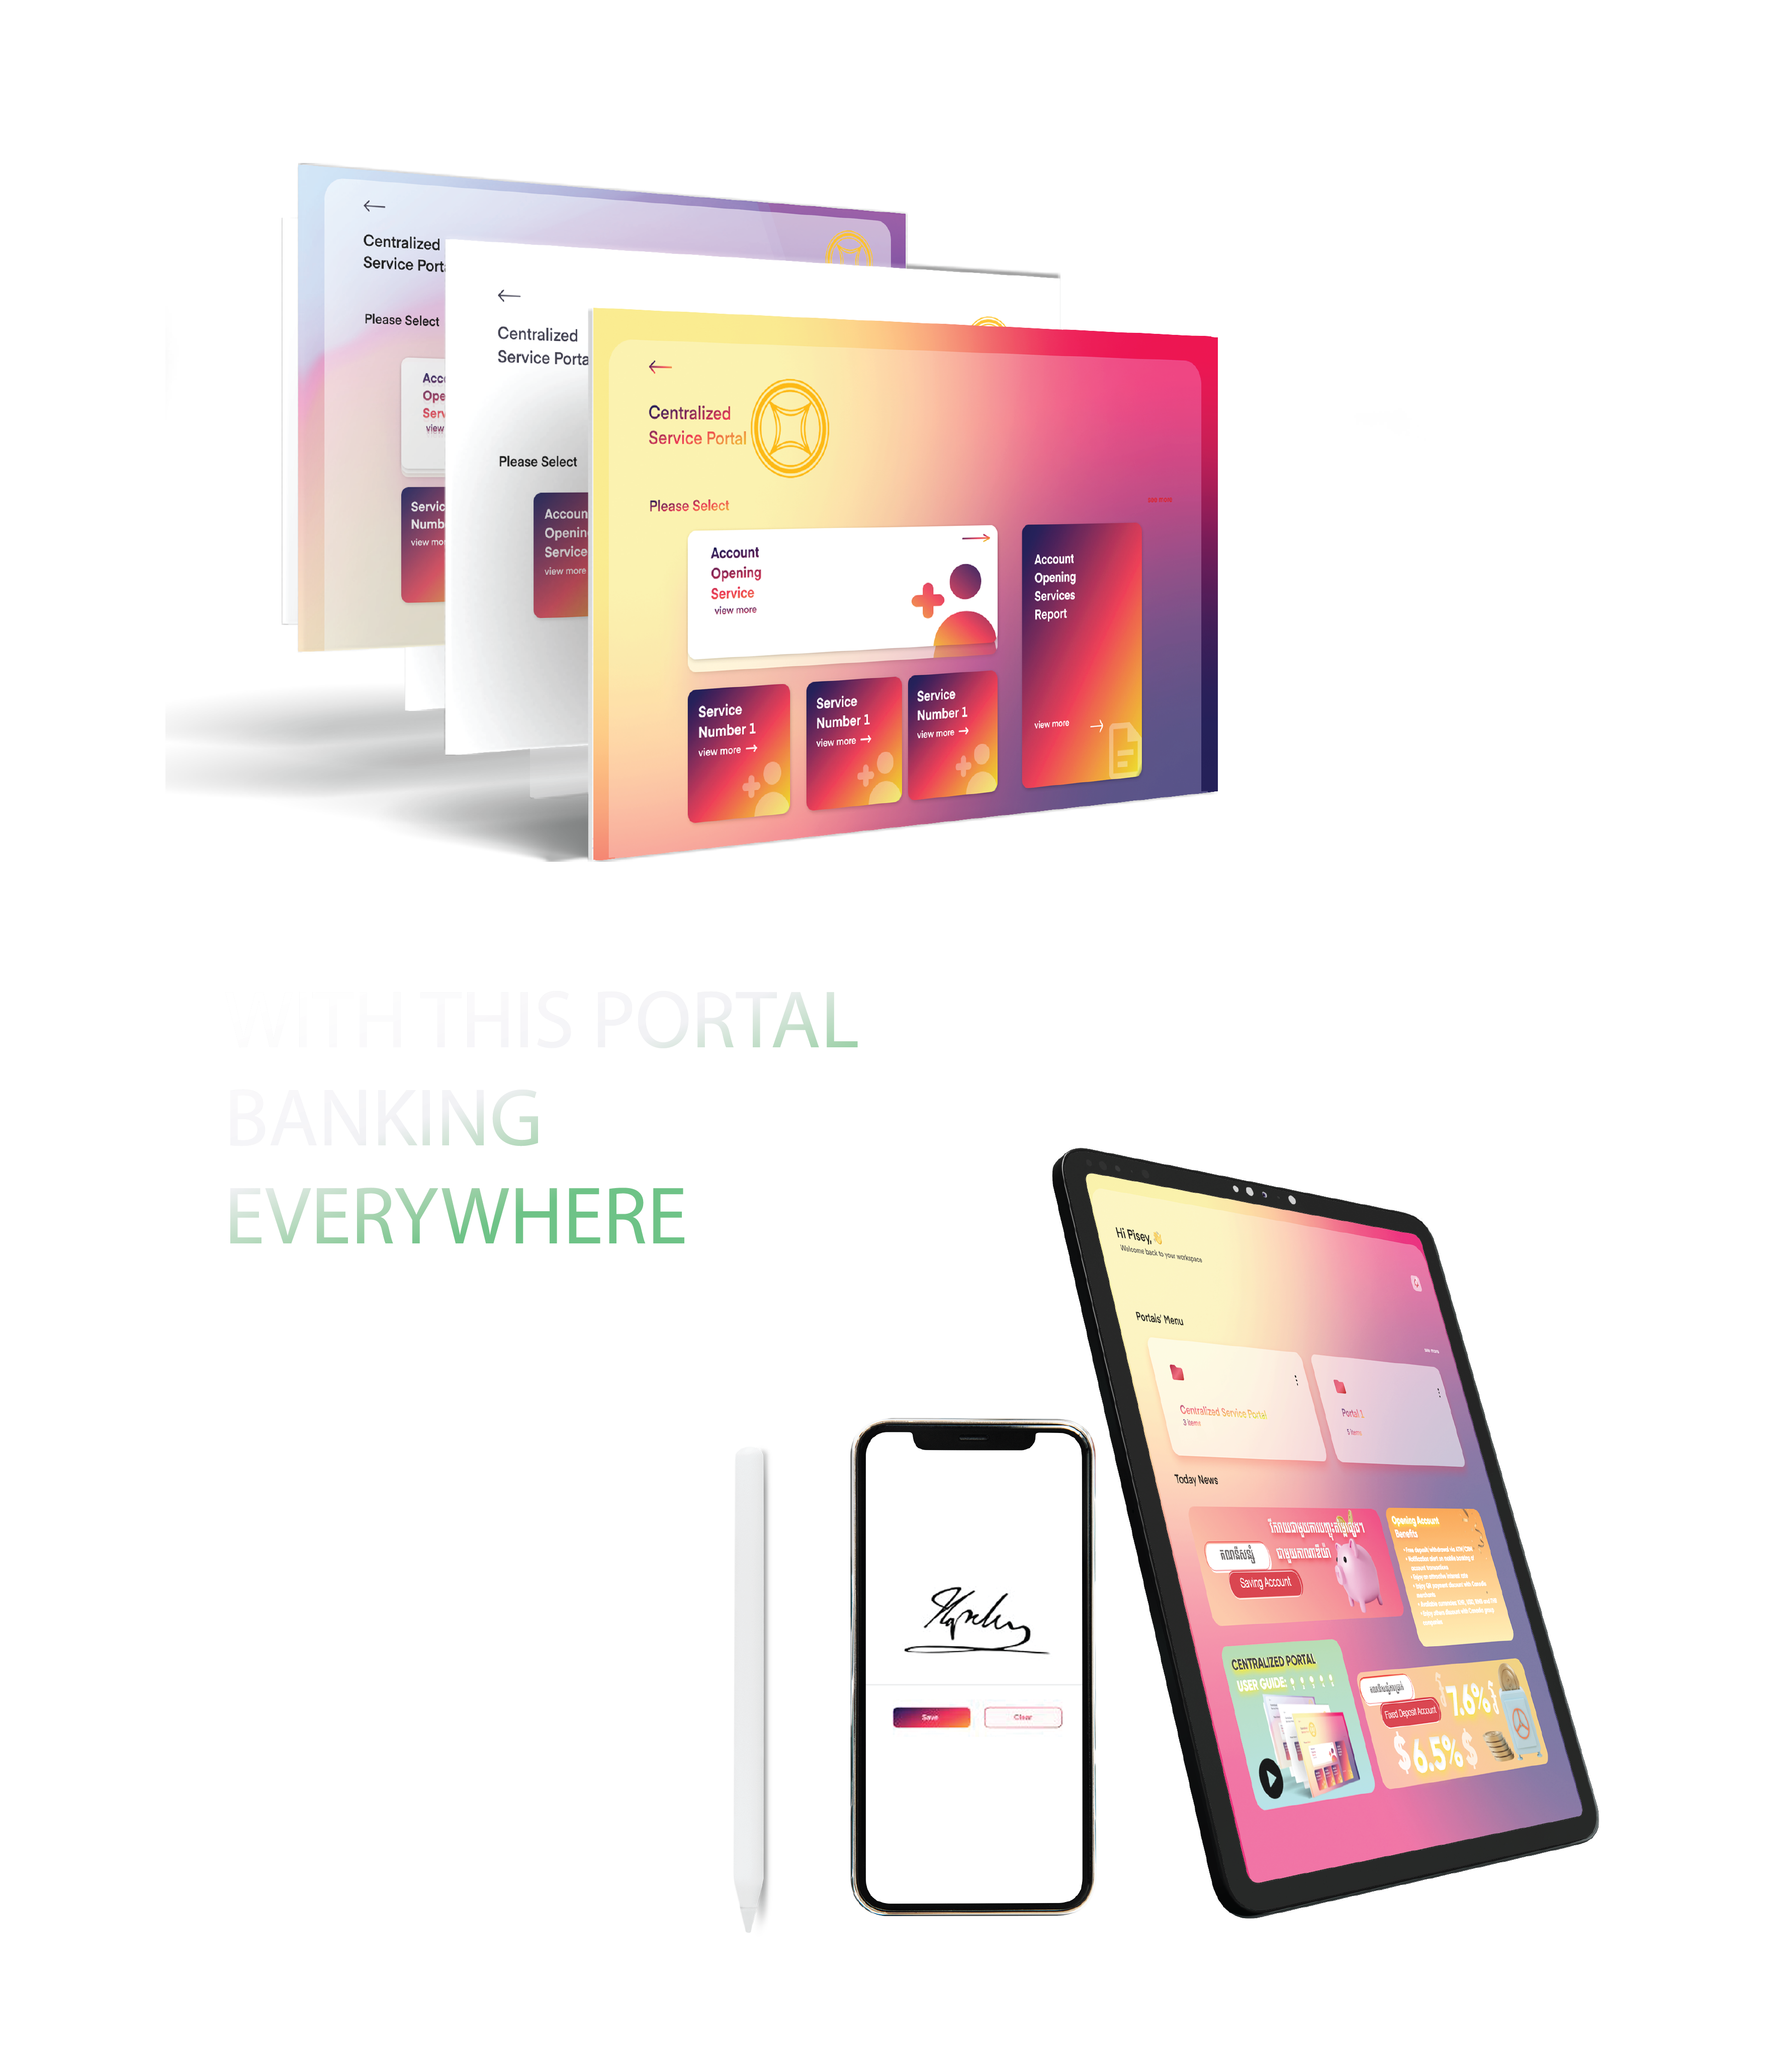 Centralized
Service Port
Please Select
Acc
Ope
Serv
view
Servic
Numb
view mo
Centralized
Service Porta
Please Select
Accoun
Openin
Service
view more
Centralized
Service Portal
Please Select
see more
Account
Opening
Service
view more
Account
Opening
Services
Report
view more
Service
Number 1
view more
Service
Number 1
view more
Service
Number 1
view more
WITH THIS PORTAL
BANKING
EVERYWHERE
Hi Pisey,
Welcome back to your workspace
Portals' Menu
see more
Centralized Service Portal
3 items
Portal 1
5 items
Today News
Saving Account
Opening Account
Benefits
CENTRALIZED PORTAL
USER GUIDE:
Fixed Deposit Account
7.6%
$6.5%$
Save
Clear